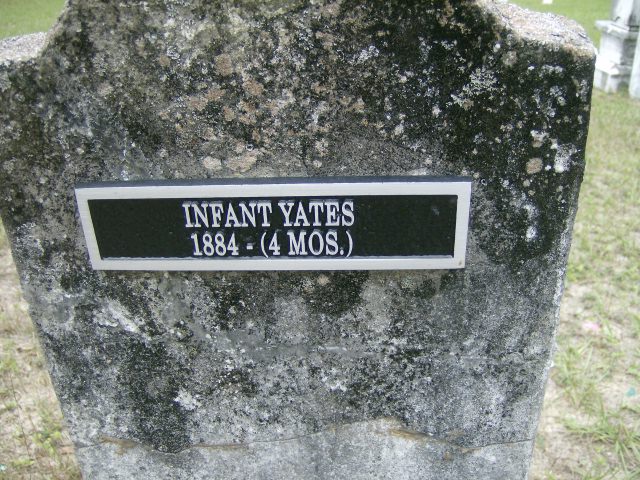 INFANT YATES
1884 - (4 MOS.)